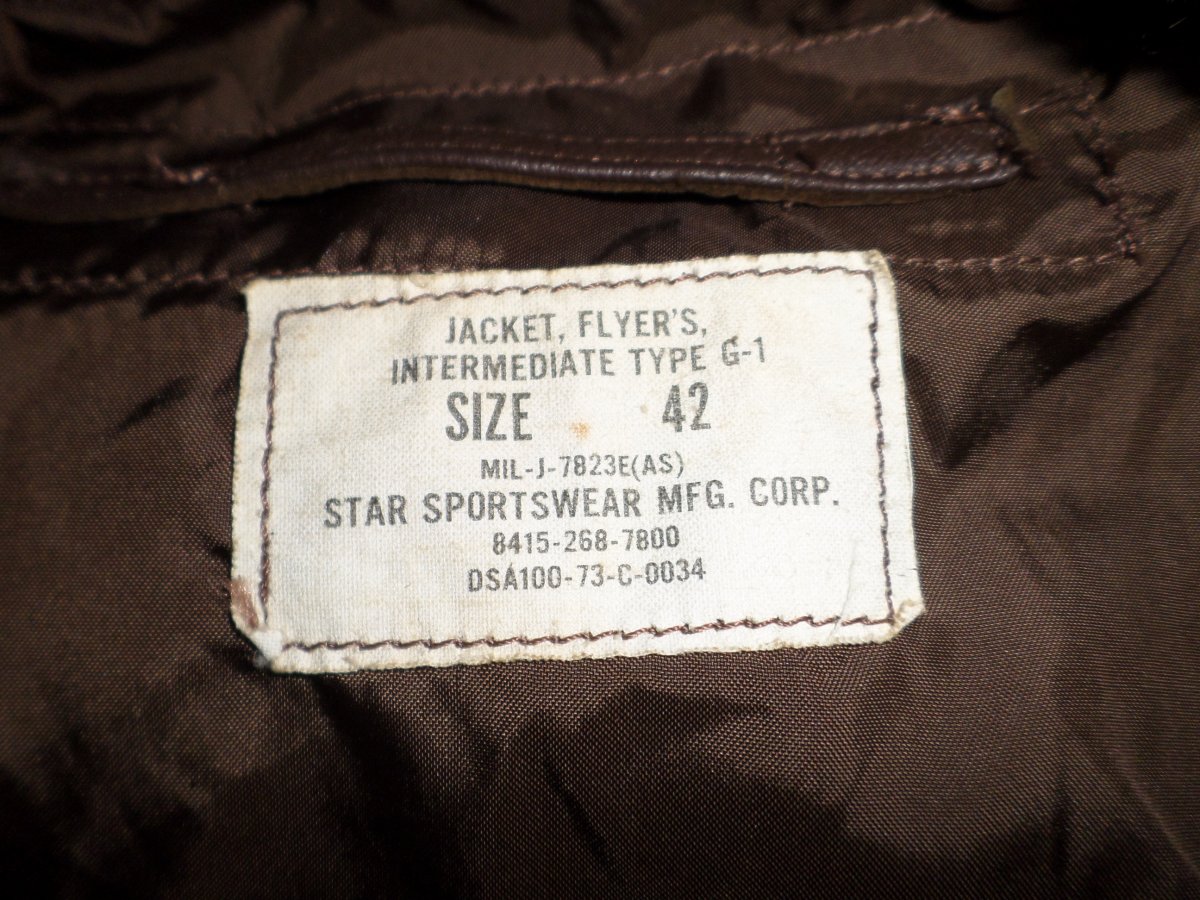 JACKET, FLYER'S,
INTERMEDIATE TYPE G-1
SIZE 42
MIL-J-7823E(AS)
STAR SPORTSWEAR MFG. CORP.
8415-268-7800
DSA100-73-C-0034